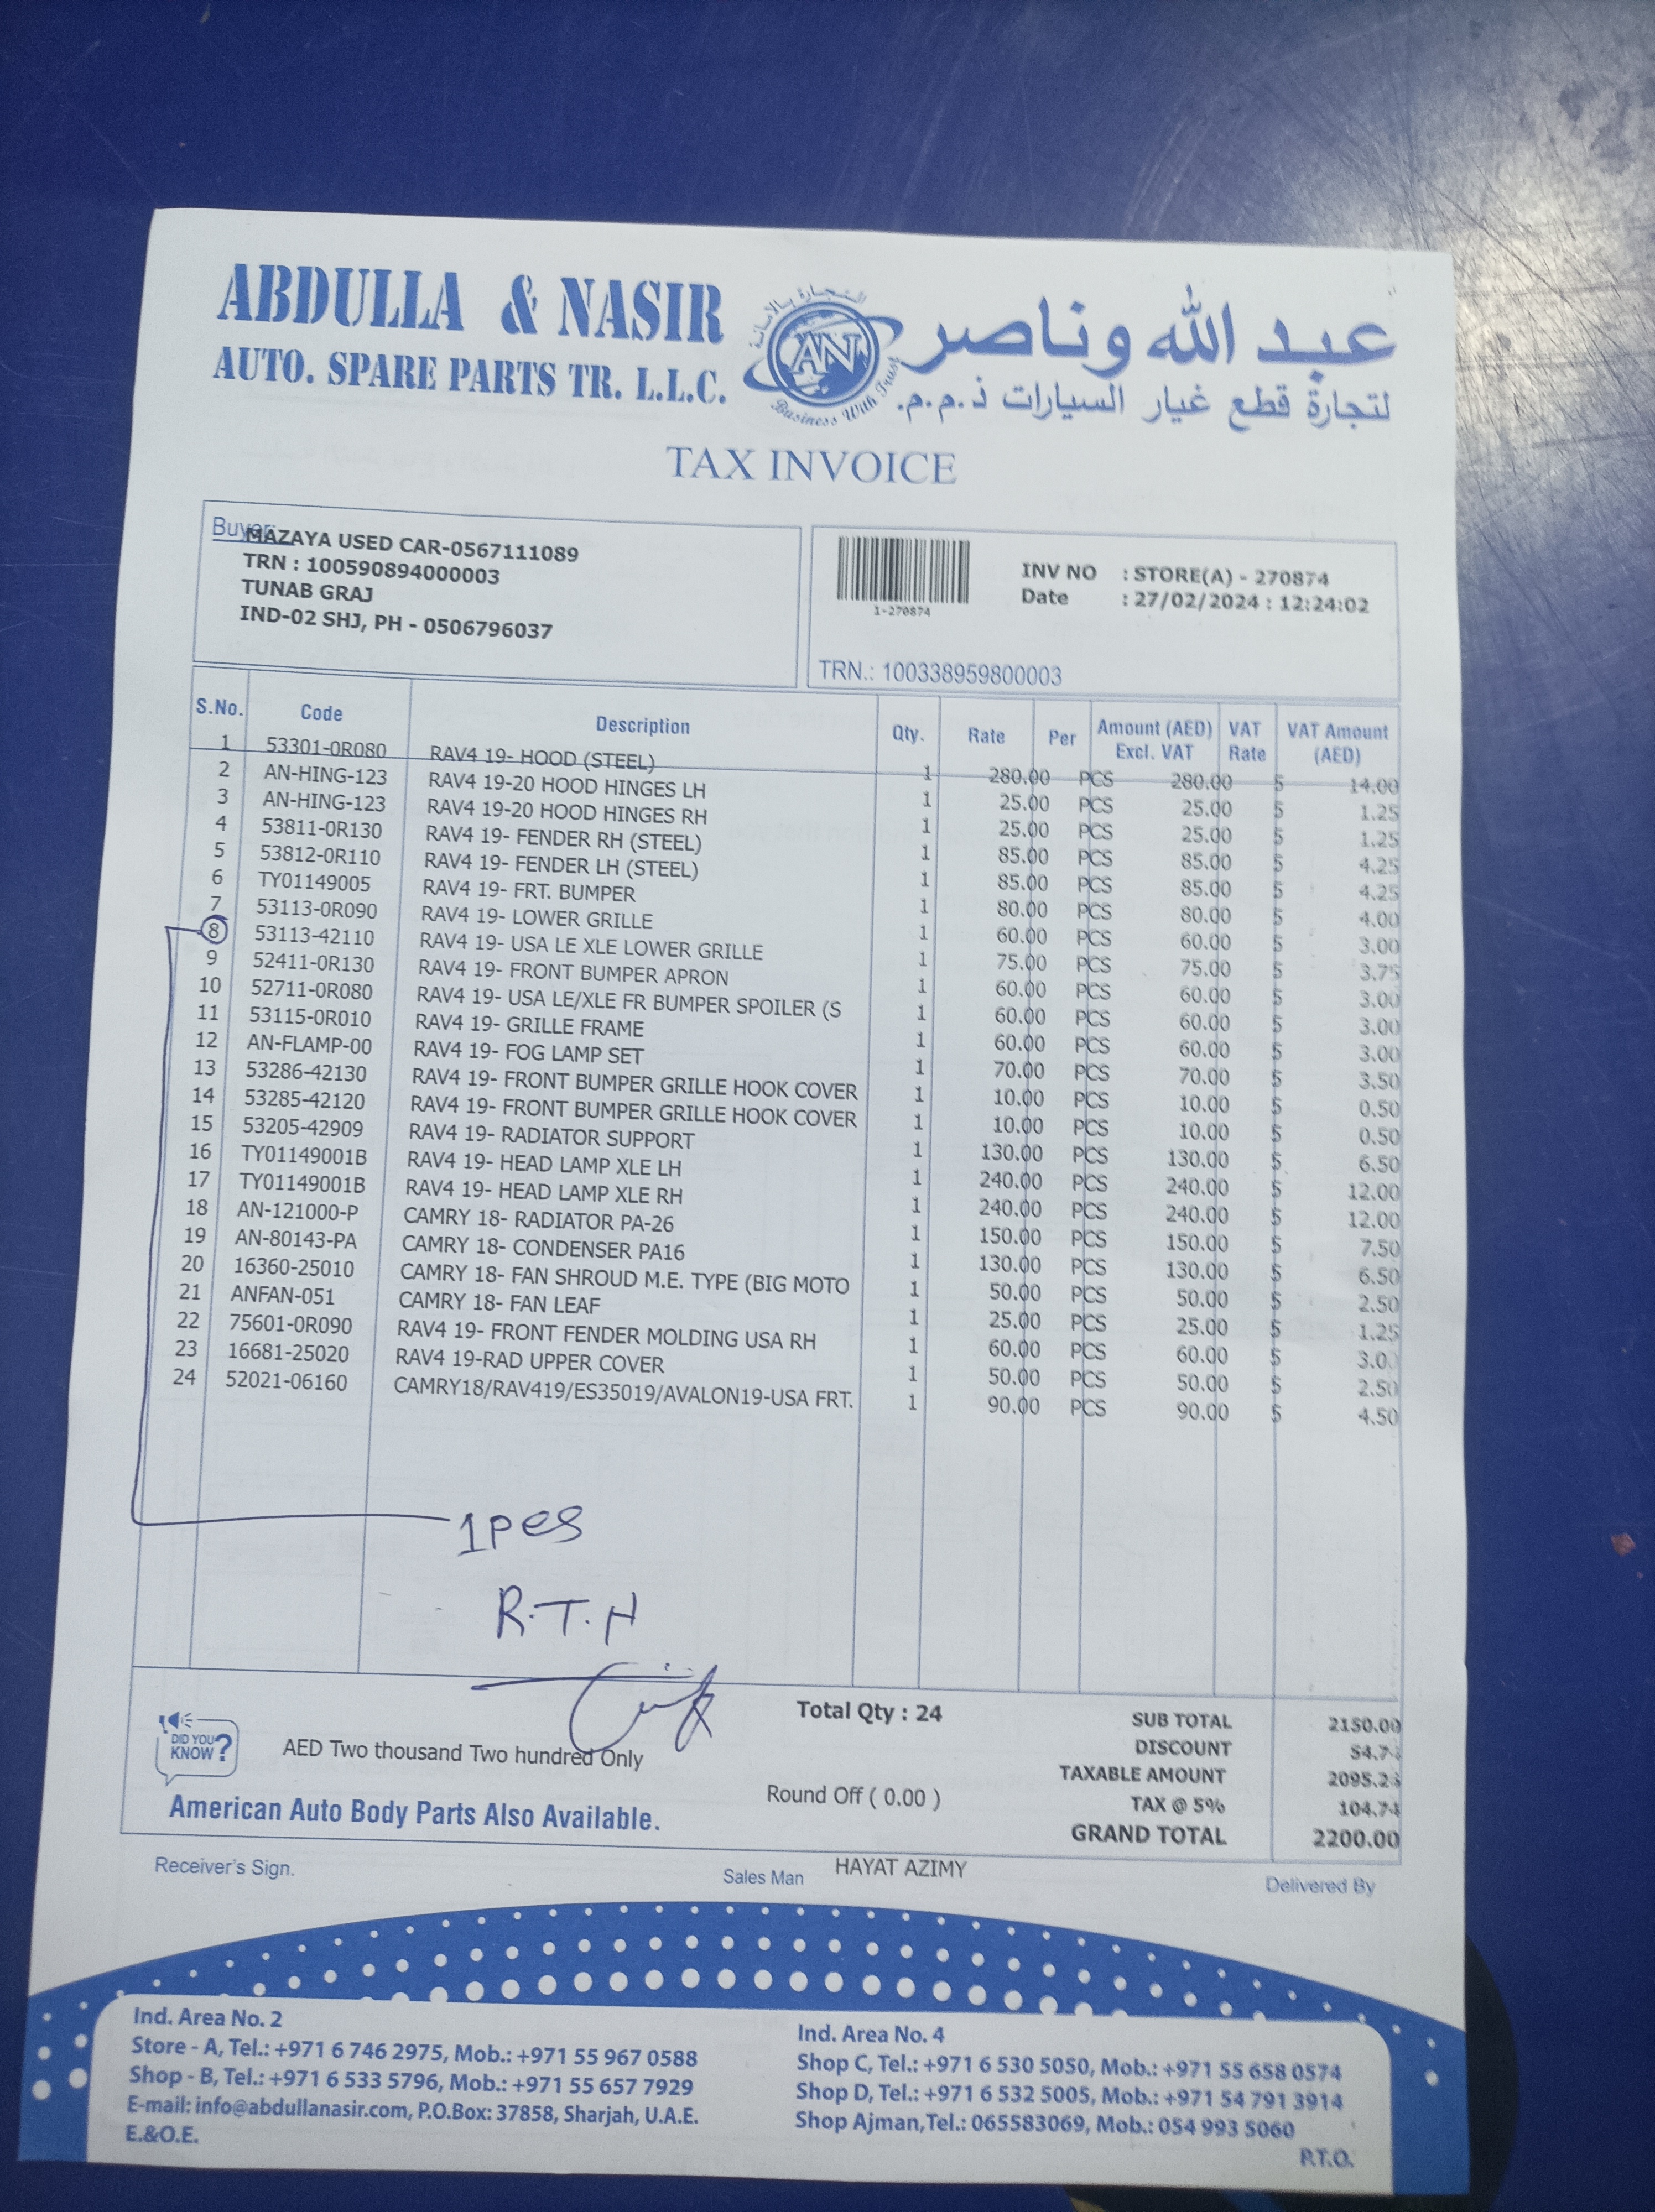 ABDULLA & NASIR
AUTO. SPARE PARTS TR. L.L.C.
التجارة بالامانة
AN
Business With Trust
عبد الله وناصر
لتجارة قطع غيار السيارات ذ.م.م.
TAX INVOICE
Buyer:
MAZAYA USED CAR-0567111089
TRN : 100590894000003
TUNAB GRAJ
IND-02 SHJ, PH - 0506796037
1-270874
INV NO : STORE(A) - 270874
Date : 27/02/2024 : 12:24:02
TRN.: 100338959800003
S.No. Code Description Qty. Rate Per Amount (AED) Excl. VAT VAT Rate VAT Amount (AED)
1 53301-0R080 RAV4 19- HOOD (STEEL) 1 280.00 PCS 280.00 5 14.00
2 AN-HING-123 RAV4 19-20 HOOD HINGES LH 1 25.00 PCS 25.00 5 1.25
3 AN-HING-123 RAV4 19-20 HOOD HINGES RH 1 25.00 PCS 25.00 5 1.25
4 53811-0R130 RAV4 19- FENDER RH (STEEL) 1 85.00 PCS 85.00 5 4.25
5 53812-0R110 RAV4 19- FENDER LH (STEEL) 1 85.00 PCS 85.00 5 4.25
6 TY01149005 RAV4 19- FRT. BUMPER 1 80.00 PCS 80.00 5 4.00
7 53113-0R090 RAV4 19- LOWER GRILLE 1 60.00 PCS 60.00 5 3.00
8 53113-42110 RAV4 19- USA LE XLE LOWER GRILLE 1 75.00 PCS 75.00 5 3.75
9 52411-0R130 RAV4 19- FRONT BUMPER APRON 1 60.00 PCS 60.00 5 3.00
10 52711-0R080 RAV4 19- USA LE/XLE FR BUMPER SPOILER (S 1 60.00 PCS 60.00 5 3.00
11 53115-0R010 RAV4 19- GRILLE FRAME 1 60.00 PCS 60.00 5 3.00
12 AN-FLAMP-00 RAV4 19- FOG LAMP SET 1 70.00 PCS 70.00 5 3.50
13 53286-42130 RAV4 19- FRONT BUMPER GRILLE HOOK COVER 1 10.00 PCS 10.00 5 0.50
14 53285-42120 RAV4 19- FRONT BUMPER GRILLE HOOK COVER 1 10.00 PCS 10.00 5 0.50
15 53205-42909 RAV4 19- RADIATOR SUPPORT 1 130.00 PCS 130.00 5 6.50
16 TY01149001B RAV4 19- HEAD LAMP XLE LH 1 240.00 PCS 240.00 5 12.00
17 TY01149001B RAV4 19- HEAD LAMP XLE RH 1 240.00 PCS 240.00 5 12.00
18 AN-121000-P CAMRY 18- RADIATOR PA-26 1 150.00 PCS 150.00 5 7.50
19 AN-80143-PA CAMRY 18- CONDENSER PA16 1 130.00 PCS 130.00 5 6.50
20 16360-25010 CAMRY 18- FAN SHROUD M.E. TYPE (BIG MOTO 1 50.00 PCS 50.00 5 2.50
21 ANFAN-051 CAMRY 18- FAN LEAF 1 25.00 PCS 25.00 5 1.25
22 75601-0R090 RAV4 19- FRONT FENDER MOLDING USA RH 1 60.00 PCS 60.00 5 3.00
23 16681-25020 RAV4 19-RAD UPPER COVER 1 50.00 PCS 50.00 5 2.50
24 52021-06160 CAMRY18/RAV419/ES35019/AVALON19-USA FRT. 1 90.00 PCS 90.00 5 4.50
1pes
R.T.H
Total Qty : 24
SUB TOTAL 2150.00
DISCOUNT
TAXABLE AMOUNT
TAX @ 5%
GRAND TOTAL 2200.00
DID YOU KNOW?
AED Two thousand Two hundred Only
Round Off ( 0.00 )
American Auto Body Parts Also Available.
Receiver's Sign.
Sales Man HAYAT AZIMY
Delivered By
Ind. Area No. 2
Store - A, Tel.: +971 6 746 2975, Mob.: +971 55 967 0588
Shop - B, Tel.: +971 6 533 5796, Mob.: +971 55 657 7929
E-mail: info@abdullanasir.com, P.O.Box: 37858, Sharjah, U.A.E.
E.&O.E.
Ind. Area No. 4
Shop C, Tel.: +971 6 530 5050, Mob.: +971 55 658 0574
Shop D, Tel.: +971 6 532 5005, Mob.: +971 54 791 3914
Shop Ajman,Tel.: 065583069, Mob.: 054 993 5060
P.T.O.